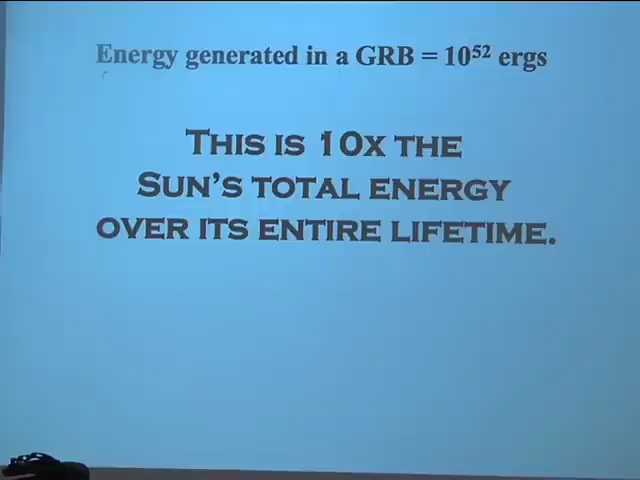 Energy generated in a GRB = 10⁵² ergs
THIS IS 10X THE
SUN'S TOTAL ENERGY
OVER ITS ENTIRE LIFETIME.